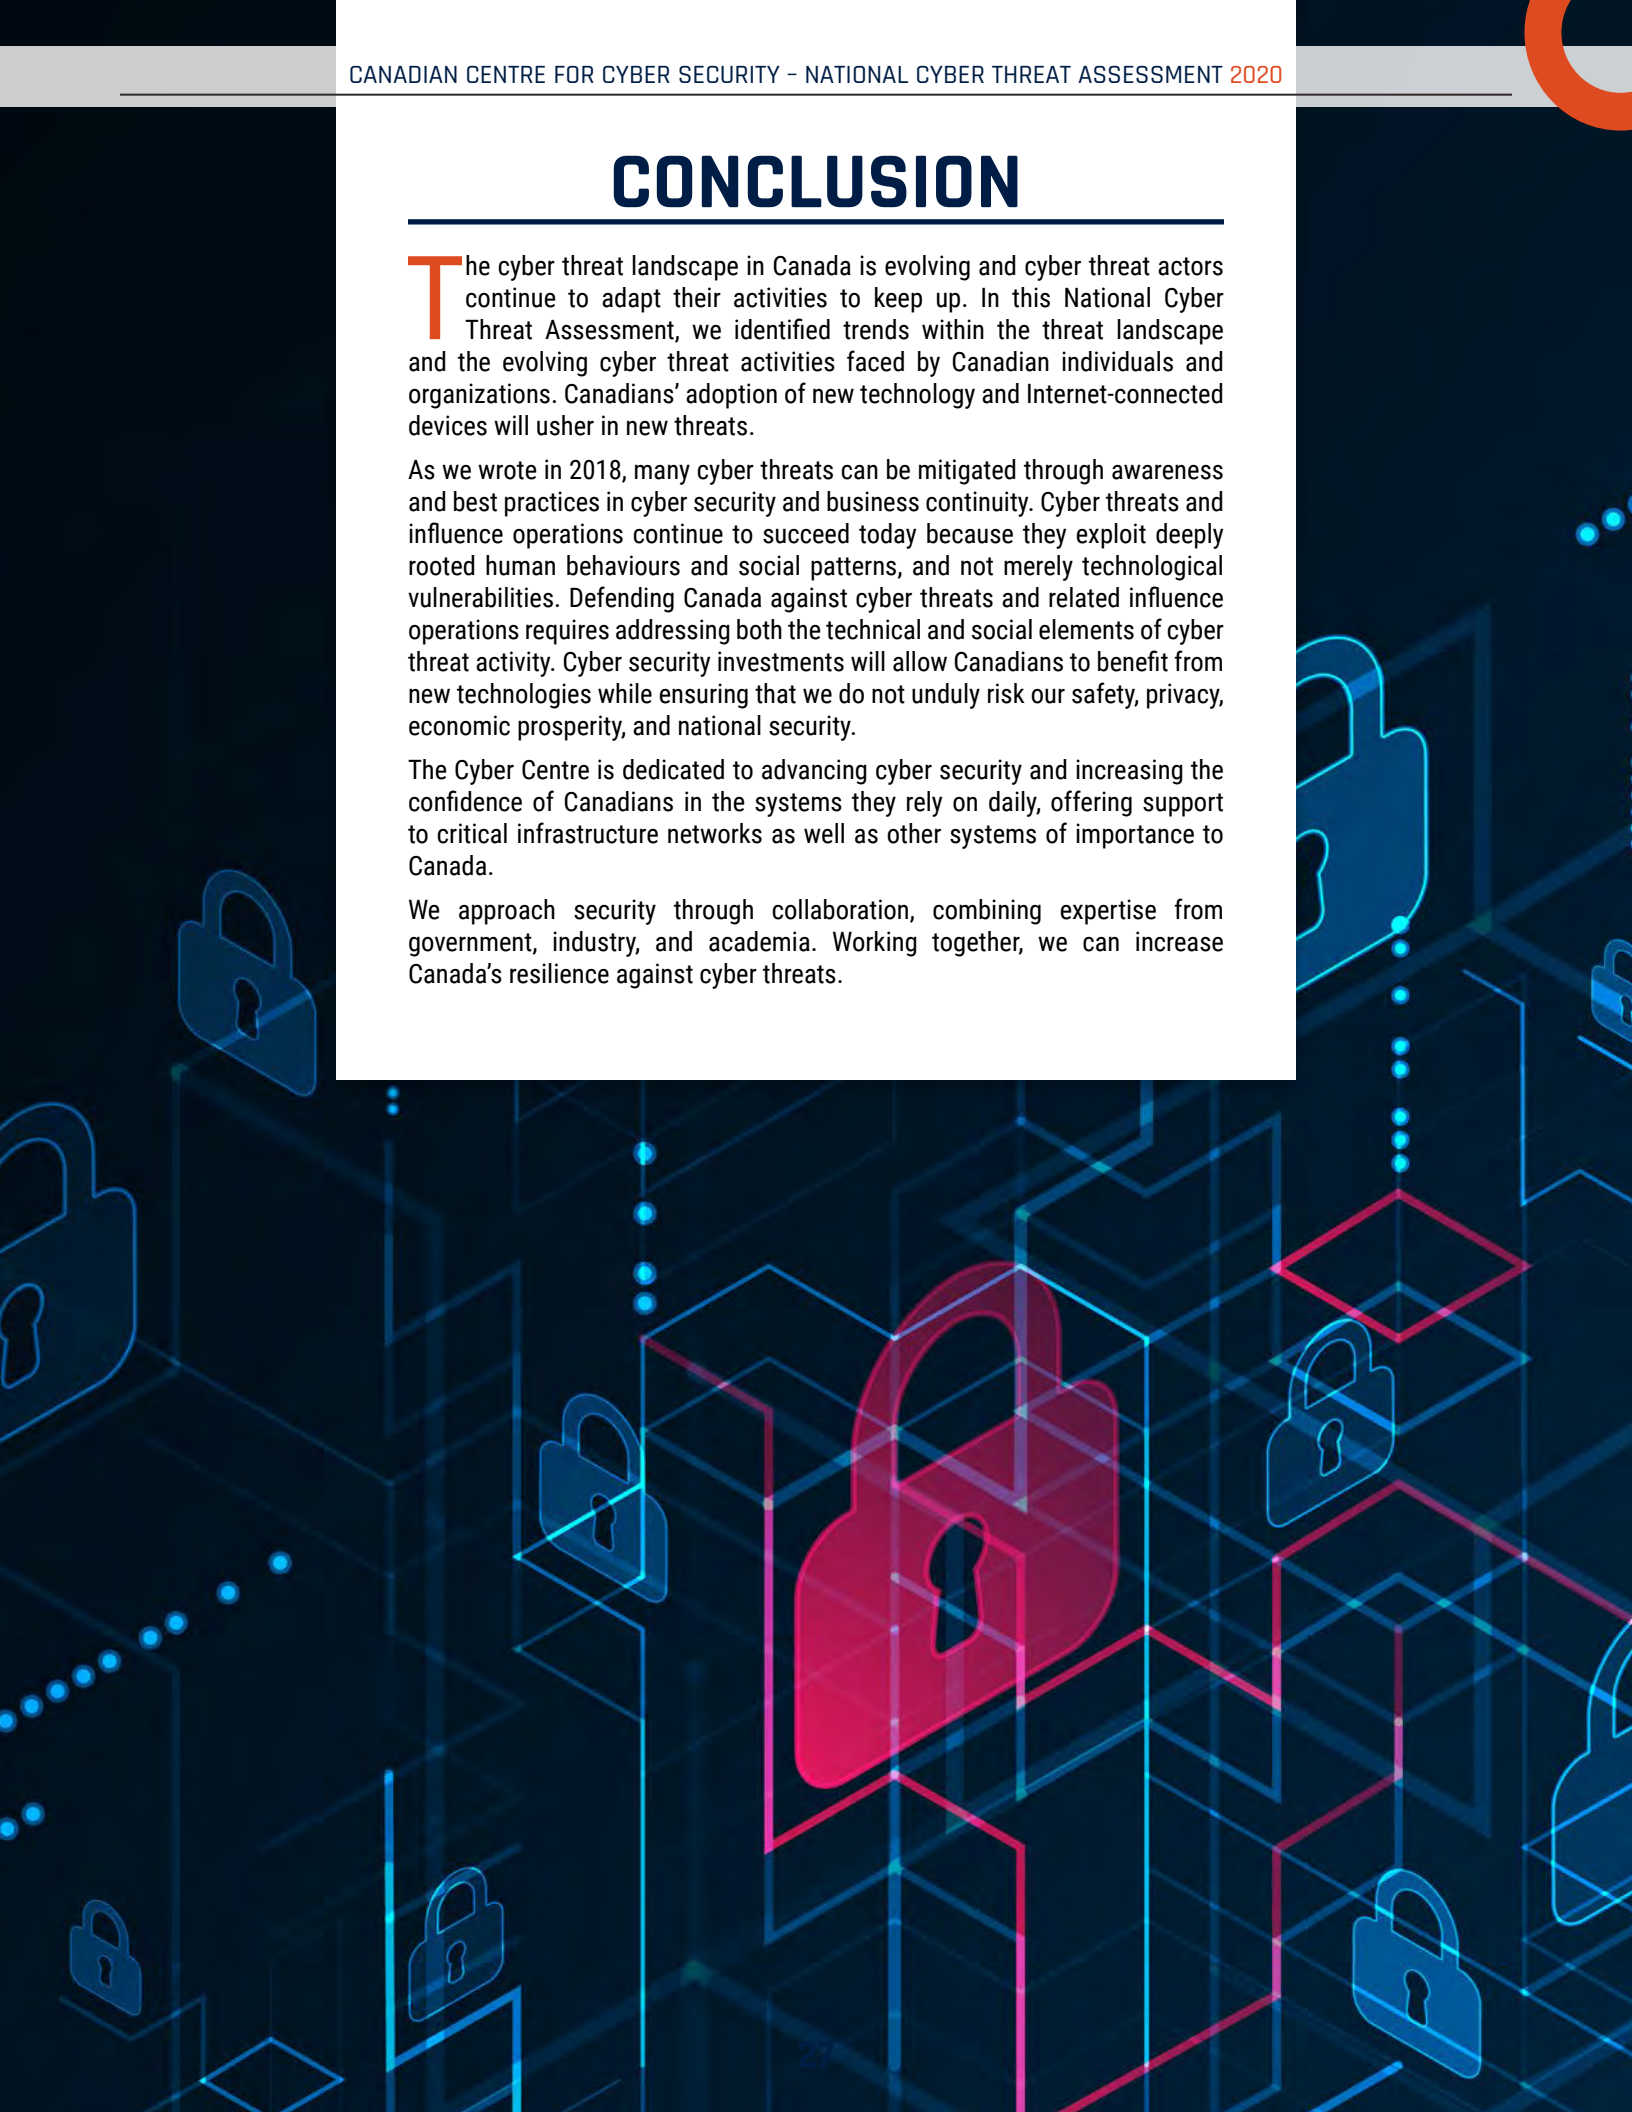 CANADIAN CENTRE FOR CYBER SECURITY – NATIONAL CYBER THREAT ASSESSMENT 2020
CONCLUSION
The cyber threat landscape in Canada is evolving and cyber threat actors
continue to adapt their activities to keep up. In this National Cyber
Threat Assessment, we identified trends within the threat landscape
and the evolving cyber threat activities faced by Canadian individuals and
organizations. Canadians’ adoption of new technology and Internet-connected
devices will usher in new threats.
As we wrote in 2018, many cyber threats can be mitigated through awareness
and best practices in cyber security and business continuity. Cyber threats and
influence operations continue to succeed today because they exploit deeply
rooted human behaviours and social patterns, and not merely technological
vulnerabilities. Defending Canada against cyber threats and related influence
operations requires addressing both the technical and social elements of cyber
threat activity. Cyber security investments will allow Canadians to benefit from
new technologies while ensuring that we do not unduly risk our safety, privacy,
economic prosperity, and national security.
The Cyber Centre is dedicated to advancing cyber security and increasing the
confidence of Canadians in the systems they rely on daily, offering support
to critical infrastructure networks as well as other systems of importance to
Canada.
We approach security through collaboration, combining expertise from
government, industry, and academia. Working together, we can increase
Canada’s resilience against cyber threats.
27